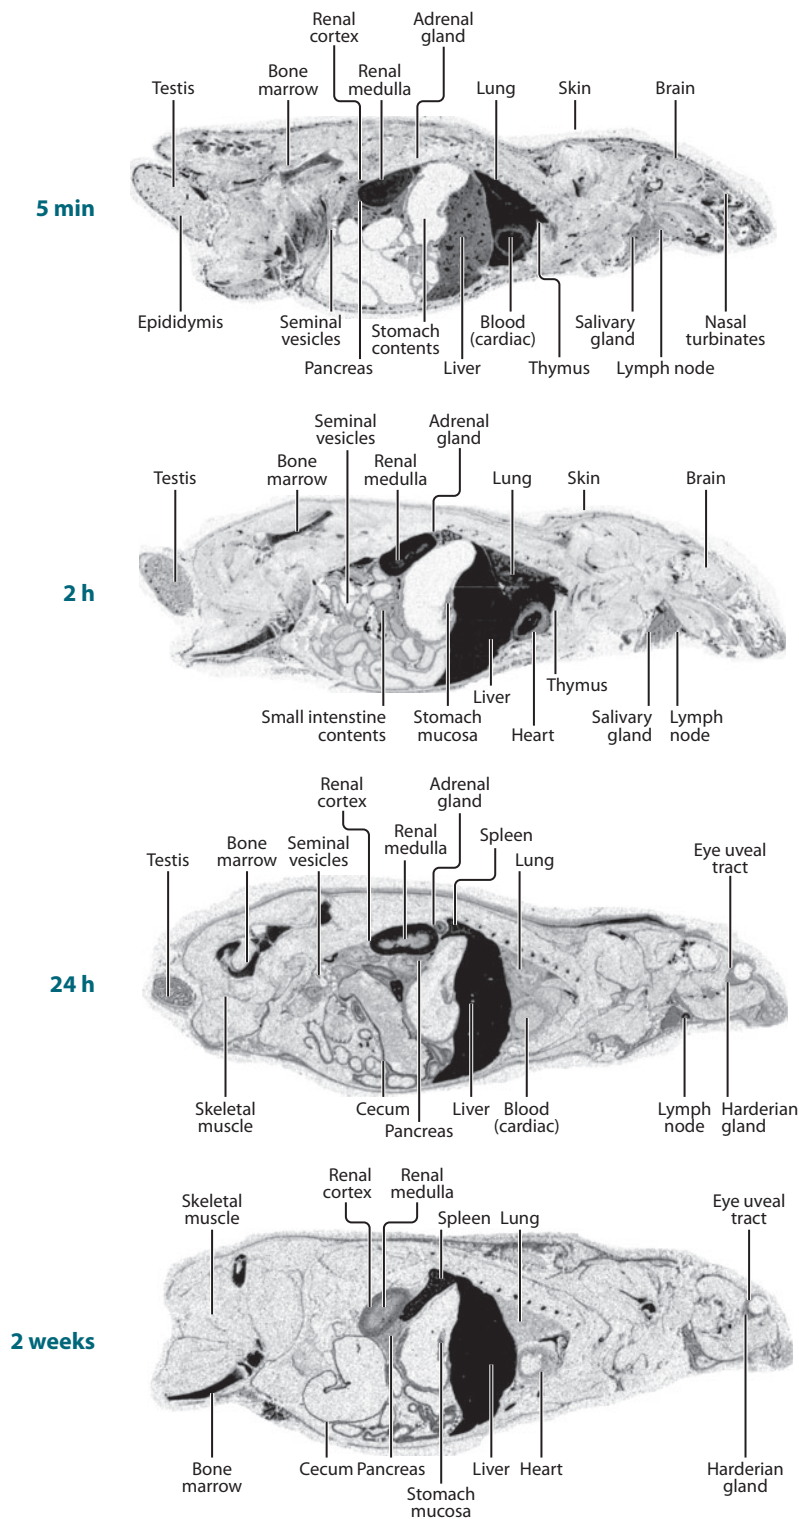 Renal
cortex
Adrenal
gland
Testis
Bone
marrow
Renal
medulla
Lung
Skin
Brain
5 min
Epididymis
Seminal
vesicles
Pancreas
Stomach
contents
Liver
Blood
(cardiac)
Thymus
Salivary
gland
Lymph node
Nasal
turbinates
Seminal
vesicles
Adrenal
gland
Testis
Bone
marrow
Renal
medulla
Lung
Skin
Brain
2 h
Small intenstine
contents
Stomach
mucosa
Liver
Heart
Thymus
Salivary
gland
Lymph
node
Renal
cortex
Adrenal
gland
Testis
Bone
marrow
Seminal
vesicles
Renal
medulla
Spleen
Lung
Eye uveal
tract
24 h
Skeletal
muscle
Cecum
Pancreas
Liver
Blood
(cardiac)
Lymph
node
Harderian
gland
Skeletal
muscle
Renal
cortex
Renal
medulla
Spleen
Lung
Eye uveal
tract
2 weeks
Bone
marrow
Cecum
Pancreas
Stomach
mucosa
Liver
Heart
Harderian
gland